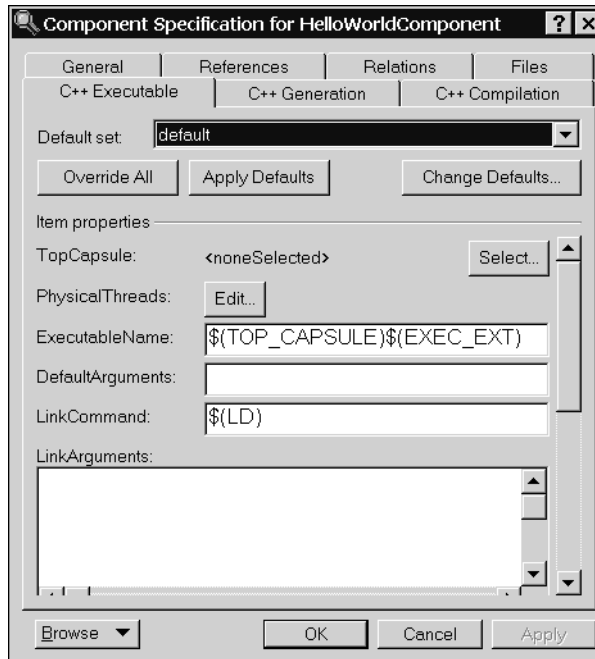 Component Specification for HelloWorldComponent
General References Relations Files
C++ Executable C++ Generation C++ Compilation
Default set: default
Override All Apply Defaults Change Defaults...
Item properties
TopCapsule: <noneSelected> Select...
PhysicalThreads: Edit...
ExecutableName: $(TOP_CAPSULE)$(EXEC_EXT)
DefaultArguments:
LinkCommand: $(LD)
LinkArguments:
Browse OK Cancel Apply